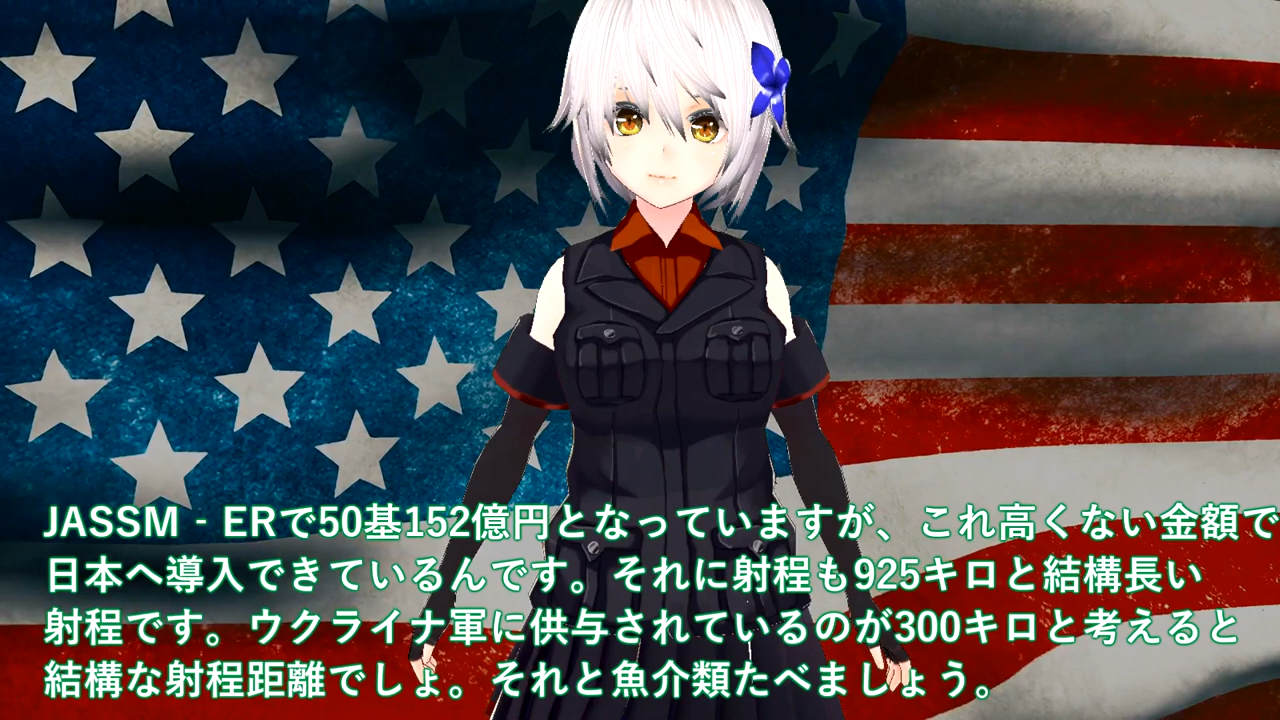 JASSM‐ERで50基152億円となっていますが、これ高くない金額で
日本へ導入できているんです。それに射程も925キロと結構長い
射程です。ウクライナ軍に供与されているのが300キロと考えると
結構な射程距離でしょ。それと魚介類たべましょう。